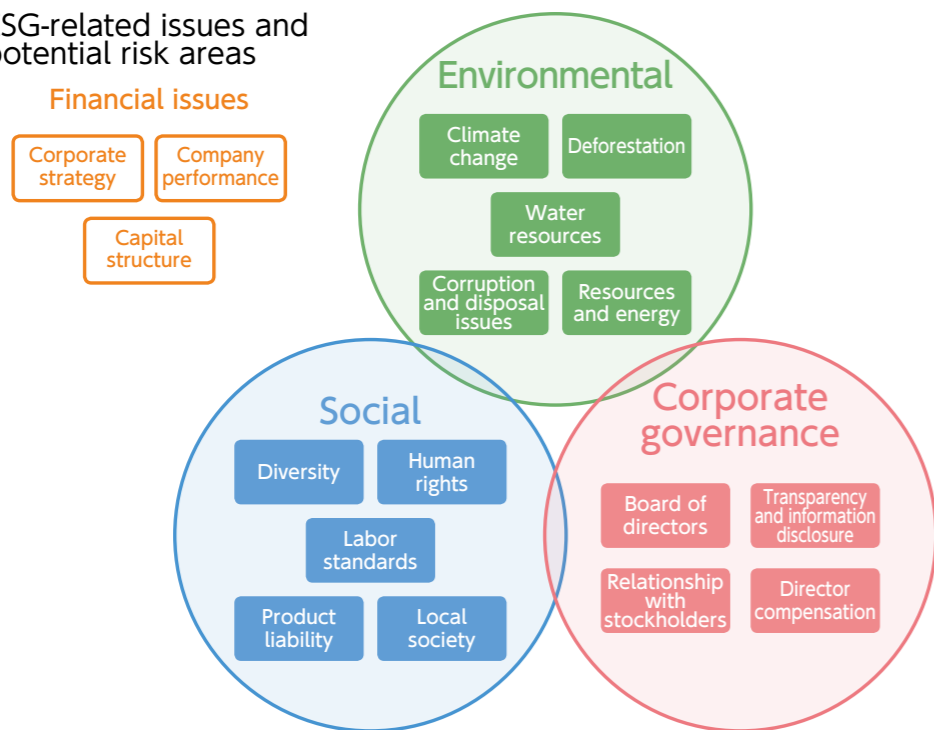 SG-related issues and
potential risk areas
Financial issues
Corporate
strategy
Company
performance
Capital
structure
Environmental
Climate
change
Deforestation
Water
resources
Corruption
and disposal
issues
Resources
and energy
Social
Diversity
Human
rights
Labor
standards
Product
liability
Local
society
Corporate
governance
Board of
directors
Transparency
and information
disclosure
Relationship
with
stockholders
Director
compensation